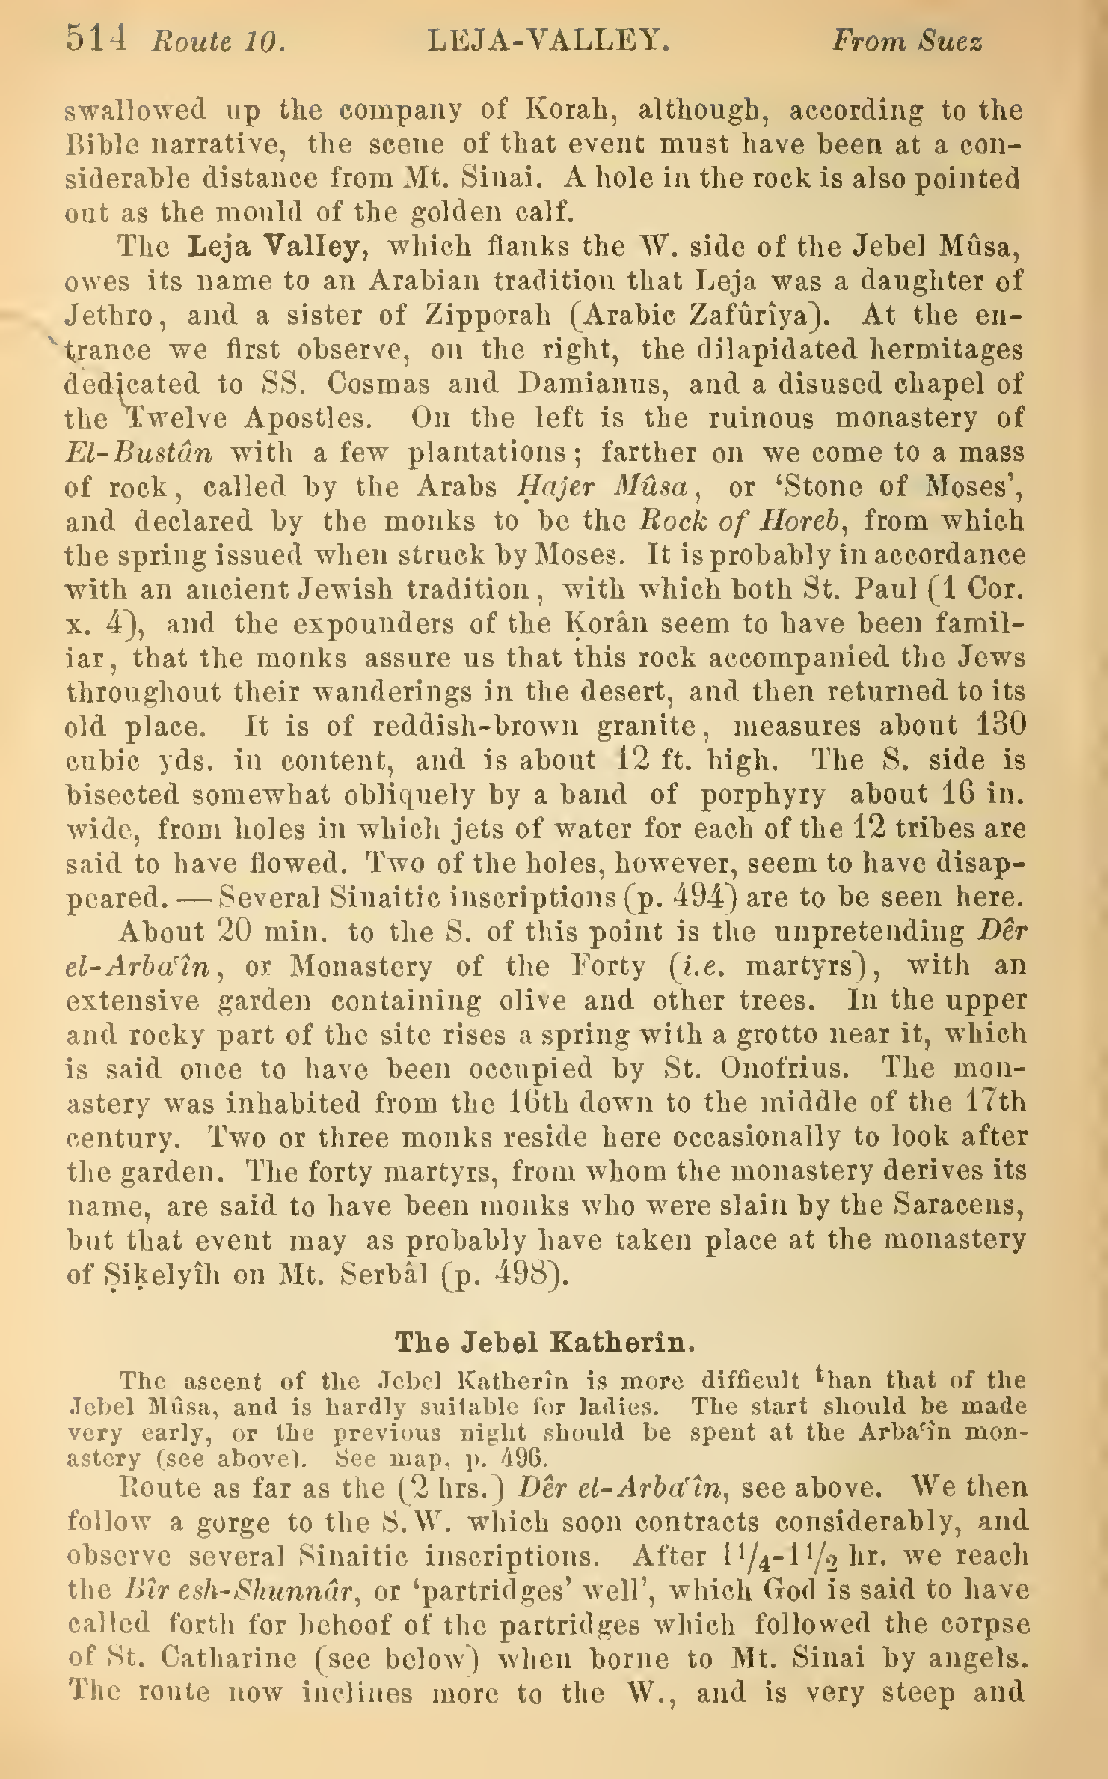 514 Route 10. LEJA-VALLEY. From Suez
swallowed up the company of Korah, although, according to the
Bible narrative, the scene of that event must have been at a con-
siderable distance from Mt. Sinai. A hole in the rock is also pointed
out as the mould of the golden calf.
The Leja Valley, which flanks the W. side of the Jebel Mûsa,
owes its name to an Arabian tradition that Leja was a daughter of
Jethro, and a sister of Zipporah (Arabic Zafûrîya). At the en-
trance we first observe, on the right, the dilapidated hermitages
dedicated to SS. Cosmas and Damianus, and a disused chapel of
the Twelve Apostles. On the left is the ruinous monastery of
El-Bustân with a few plantations; farther on we come to a mass
of rock, called by the Arabs Ḥajer Mûsa, or ‘Stone of Moses’,
and declared by the monks to be the Rock of Horeb, from which
the spring issued when struck by Moses. It is probably in accordance
with an ancient Jewish tradition, with which both St. Paul (1 Cor.
x. 4), and the expounders of the Ḳorân seem to have been famil-
iar, that the monks assure us that this rock accompanied the Jews
throughout their wanderings in the desert, and then returned to its
old place. It is of reddish-brown granite, measures about 130
cubic yds. in content, and is about 12 ft. high. The S. side is
bisected somewhat obliquely by a band of porphyry about 16 in.
wide, from holes in which jets of water for each of the 12 tribes are
said to have flowed. Two of the holes, however, seem to have disap-
peared. — Several Sinaitic inscriptions (p. 494) are to be seen here.
About 20 min. to the S. of this point is the unpretending Dêr
el-Arbaʿîn, or Monastery of the Forty (i.e. martyrs), with an
extensive garden containing olive and other trees. In the upper
and rocky part of the site rises a spring with a grotto near it, which
is said once to have been occupied by St. Onofrius. The mon-
astery was inhabited from the 16th down to the middle of the 17th
century. Two or three monks reside here occasionally to look after
the garden. The forty martyrs, from whom the monastery derives its
name, are said to have been monks who were slain by the Saracens,
but that event may as probably have taken place at the monastery
of Ṣiḳelyîh on Mt. Serbâl (p. 498).
The Jebel Katherîn.
The ascent of the Jebel Katherîn is more difficult than that of the
Jebel Mûsa, and is hardly suitable for ladies. The start should be made
very early, or the previous night should be spent at the Arbaʿîn mon-
astery (see above). See map, p. 496.
Route as far as the (2 hrs.) Dêr el-Arbaʿîn, see above. We then
follow a gorge to the S.W. which soon contracts considerably, and
observe several Sinaitic inscriptions. After 1¹/₄-1¹/₂ hr. we reach
the Bîr esh-Shunnâr, or ‘partridges’ well’, which God is said to have
called forth for behoof of the partridges which followed the corpse
of St. Catharine (see below) when borne to Mt. Sinai by angels.
The route now inclines more to the W., and is very steep and